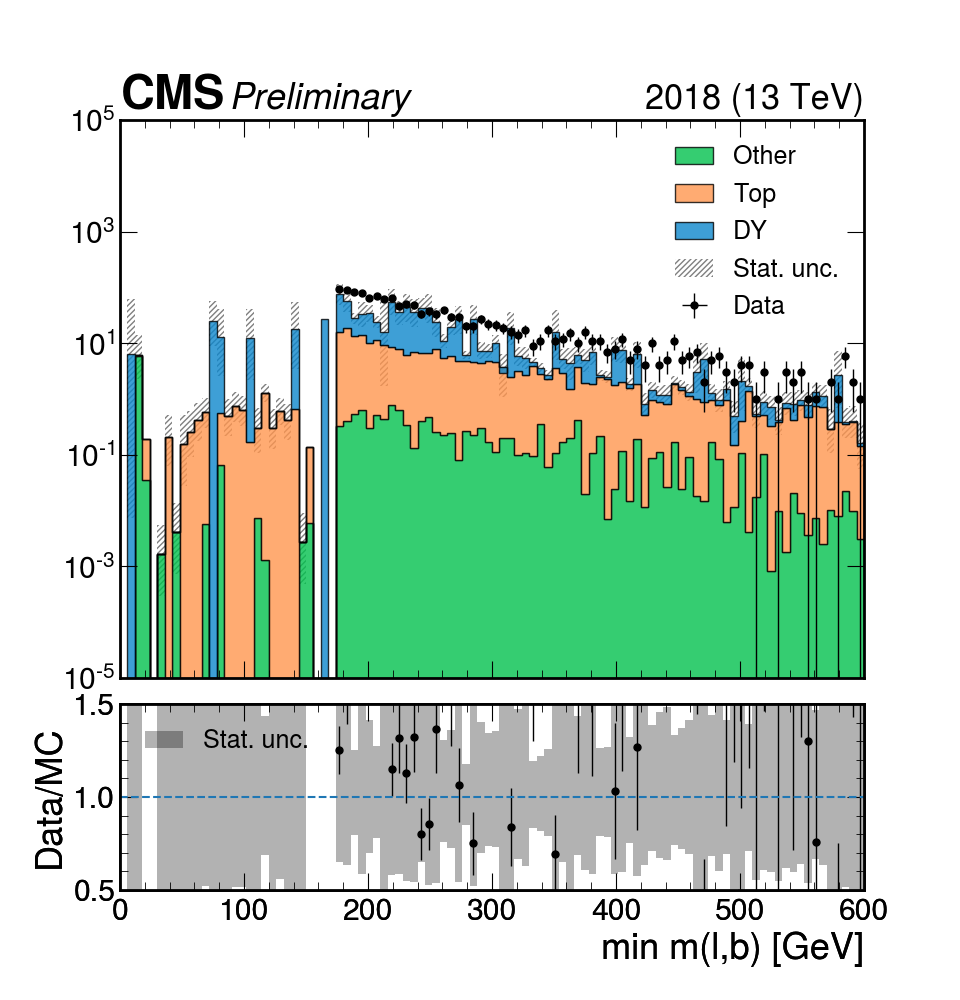 CMS Preliminary 2018 (13 TeV)
10^5
10^3
10^1
10^-1
10^-3
10^-5
Other
Top
DY
Stat. unc.
Data
1.5
1.0
0.5
Data/MC
Stat. unc.
0 100 200 300 400 500 600
min m(l,b) [GeV]